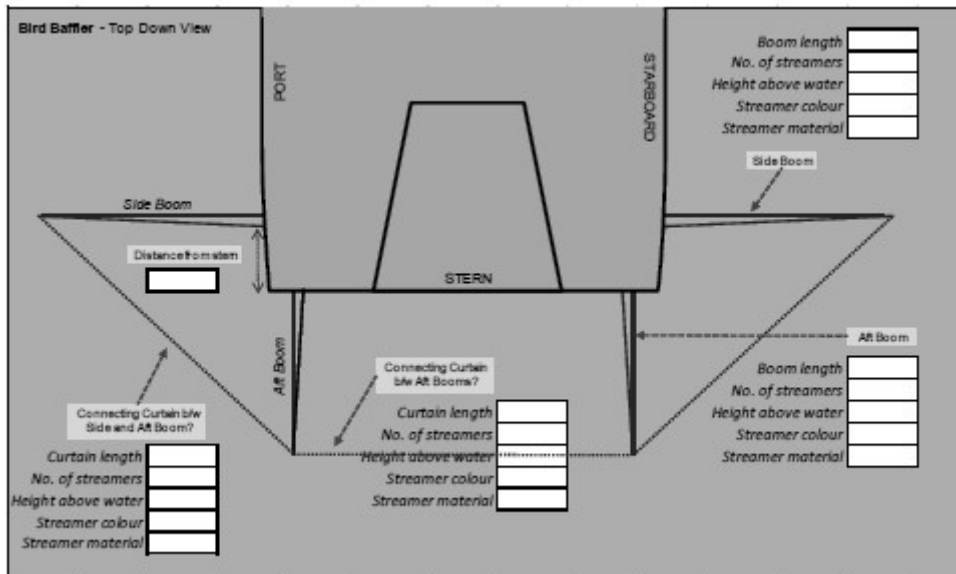 Bird Baffler - Top Down View
PORT
STARBOARD
Boom length
No. of streamers
Height above water
Streamer colour
Streamer material
Side Boom
Side Boom
Distance from stern
STERN
Aft Boom
Aft Boom
Connecting Curtain
b/w Aft Booms?
Boom length
No. of streamers
Height above water
Streamer colour
Streamer material
Connecting Curtain b/w
Side and Aft Boom?
Curtain length
No. of streamers
Height above water
Streamer colour
Streamer material
Curtain length
No. of streamers
Height above water
Streamer colour
Streamer material